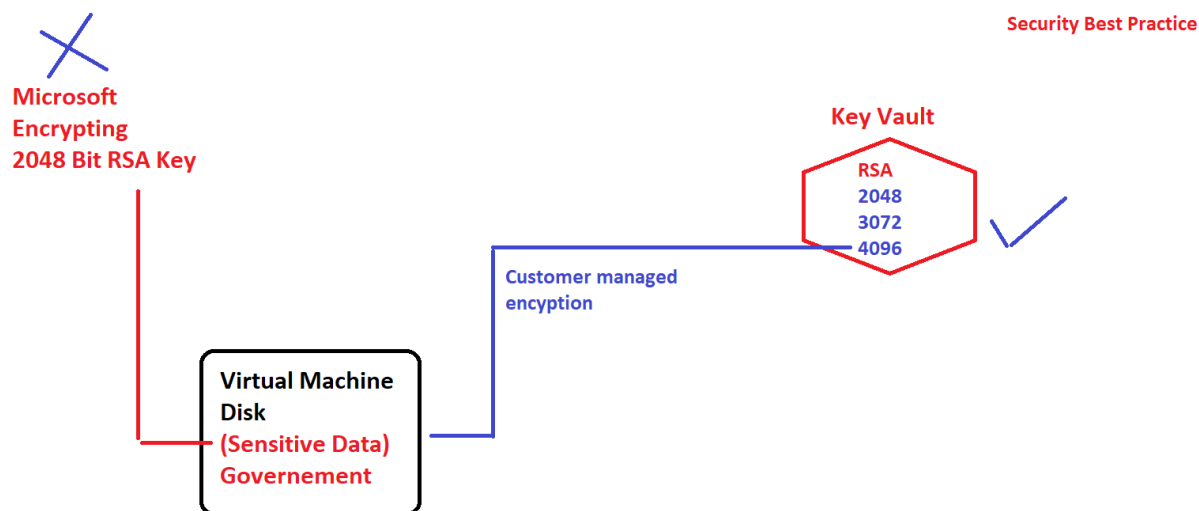 Security Best Practice
Microsoft
Encrypting
2048 Bit RSA Key
Key Vault
RSA
2048
3072
4096
Customer managed
encyption
Virtual Machine
Disk
(Sensitive Data)
Governement